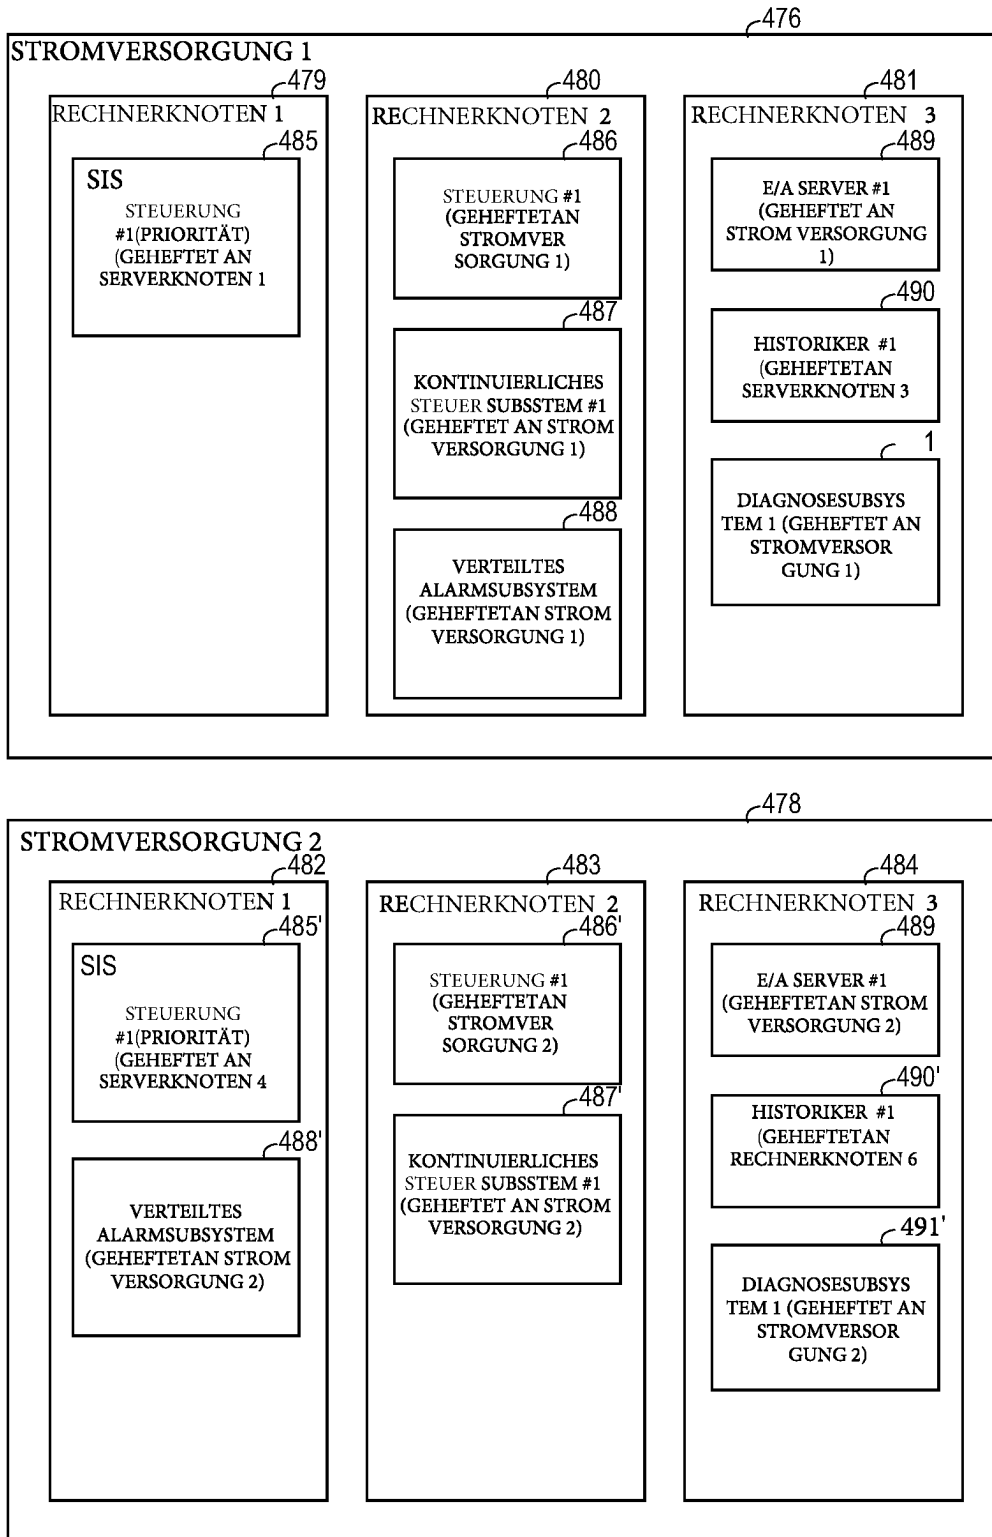 476
STROMVERSORGUNG 1
479
RECHNERKNOTEN 1
485
SIS
STEUERUNG
#1(PRIORITÄT)
(GEHEFTET AN
SERVERKNOTEN 1
480
RECHNERKNOTEN 2
486
STEUERUNG #1
(GEHEFTETAN
STROMVER
SORGUNG 1)
487
KONTINUIERLICHES
STEUER SUBSSTEM #1
(GEHEFTET AN STROM
VERSORGUNG 1)
488
VERTEILTES
ALARMSUBSYSTEM
(GEHEFTETAN STROM
VERSORGUNG 1)
481
RECHNERKNOTEN 3
489
E/A SERVER #1
(GEHEFTET AN
STROM VERSORGUNG
1)
490
HISTORIKER #1
(GEHEFTETAN
SERVERKNOTEN 3
1
DIAGNOSESUBSYS
TEM 1 (GEHEFTET AN
STROMVERSOR
GUNG 1)
478
STROMVERSORGUNG 2
482
RECHNERKNOTEN 1
485'
SIS
STEUERUNG
#1(PRIORITÄT)
(GEHEFTET AN
SERVERKNOTEN 4
488'
VERTEILTES
ALARMSUBSYSTEM
(GEHEFTETAN STROM
VERSORGUNG 2)
483
RECHNERKNOTEN 2
486'
STEUERUNG #1
(GEHEFTETAN
STROMVER
SORGUNG 2)
487'
KONTINUIERLICHES
STEUER SUBSSTEM #1
(GEHEFTET AN STROM
VERSORGUNG 2)
484
RECHNERKNOTEN 3
489
E/A SERVER #1
(GEHEFTETAN STROM
VERSORGUNG 2)
490'
HISTORIKER #1
(GEHEFTETAN
RECHNERKNOTEN 6
491'
DIAGNOSESUBSYS
TEM 1 (GEHEFTET AN
STROMVERSOR
GUNG 2)